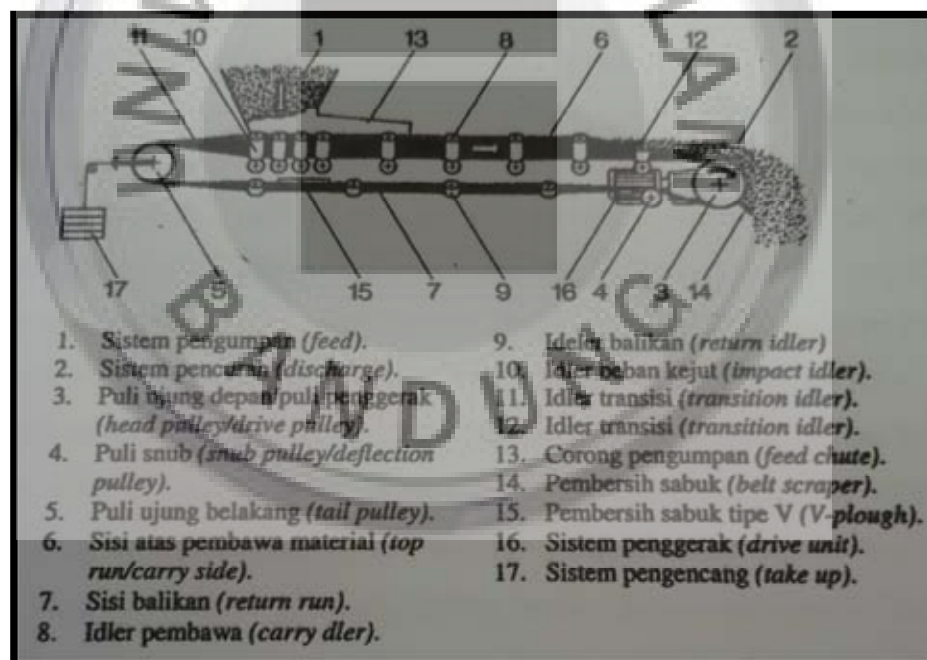 11 10 1 13 8 6 12 2
17 5 15 7 9 16 4 3 14
1. Sistem pengumpan (feed).
2. Sistem pencurah (discharge).
3. Puli ujung depan/puli penggerak
(head pulley/drive pulley).
4. Puli snub (snub pulley/deflection
pulley).
5. Puli ujung belakang (tail pulley).
6. Sisi atas pembawa material (top
run/carry side).
7. Sisi balikan (return run).
8. Idler pembawa (carry dler).
9. Ideler balikan (return idler)
10. Idler beban kejut (impact idler).
11. Idler transisi (transition idler).
12. Idler transisi (transition idler).
13. Corong pengumpan (feed chute).
14. Pembersih sabuk (belt scraper).
15. Pembersih sabuk tipe V (V-plough).
16. Sistem penggerak (drive unit).
17. Sistem pengencang (take up).
BANDUNG